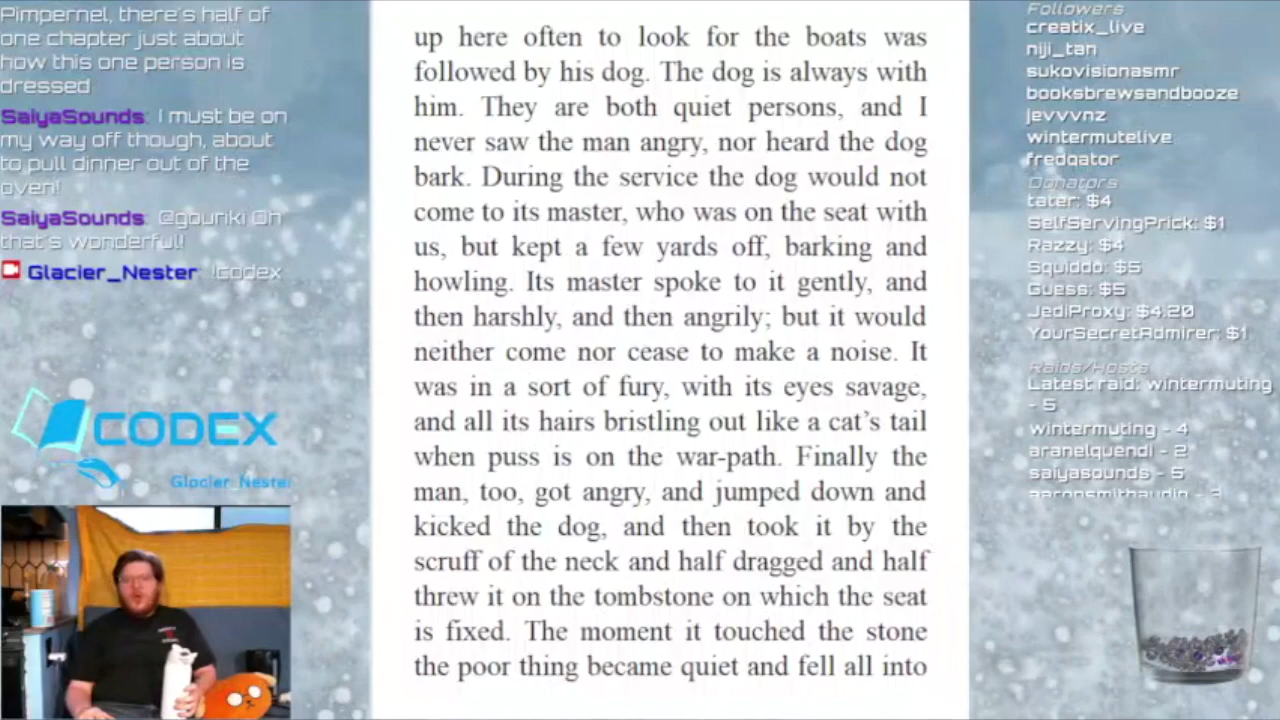 Pimpernel, there's half of
one chapter just about
how this one person is
dressed
SaiyaSounds: I must be on
my way off though, about
to pull dinner out of the
oven!
SaiyaSounds: @gouriki Oh
that's wonderful!
Glacier_Nester: !codex
CODEX
Glacier_Nester
up here often to look for the boats was
followed by his dog. The dog is always with
him. They are both quiet persons, and I
never saw the man angry, nor heard the dog
bark. During the service the dog would not
come to its master, who was on the seat with
us, but kept a few yards off, barking and
howling. Its master spoke to it gently, and
then harshly, and then angrily; but it would
neither come nor cease to make a noise. It
was in a sort of fury, with its eyes savage,
and all its hairs bristling out like a cat’s tail
when puss is on the war-path. Finally the
man, too, got angry, and jumped down and
kicked the dog, and then took it by the
scruff of the neck and half dragged and half
threw it on the tombstone on which the seat
is fixed. The moment it touched the stone
the poor thing became quiet and fell all into
Followers
creatix_live
niji_tan
sukovisionasmr
booksbrewsandbooze
jevvvnz
wintermutelive
fredgator
Donators
tater: $4
SelfServingPrick: $1
Razzy: $4
Squiddo: $5
Guess: $5
JediProxy: $4.20
YourSecretAdmirer: $1
Raids/Hosts
Latest raid: wintermuting
- 5
wintermuting - 4
aranelquendi - 2
saiyasounds - 5
aaronsmithaudio - 3